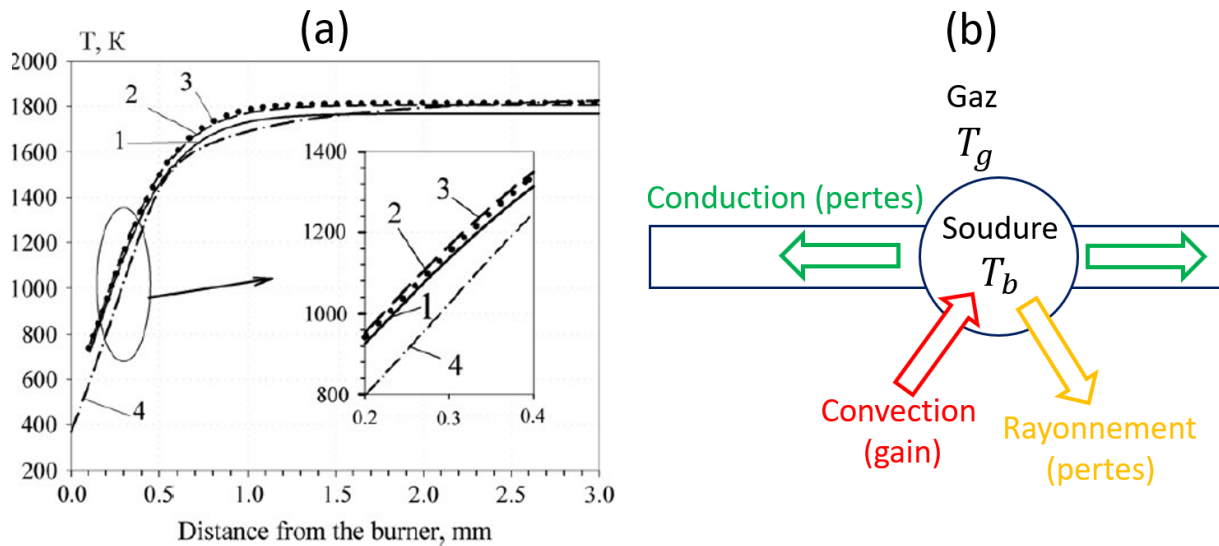 (a)
T, K
2000
1800
1600
1400
1200
1000
800
600
400
200
0.0
0.5
1.0
1.5
2.0
2.5
3.0
Distance from the burner, mm
1
2
3
4
1400
1200
1000
800
0.2
0.3
0.4
1
2
3
4
(b)
Gaz
T_g
Conduction (pertes)
Soudure
T_b
Convection
(gain)
Rayonnement
(pertes)